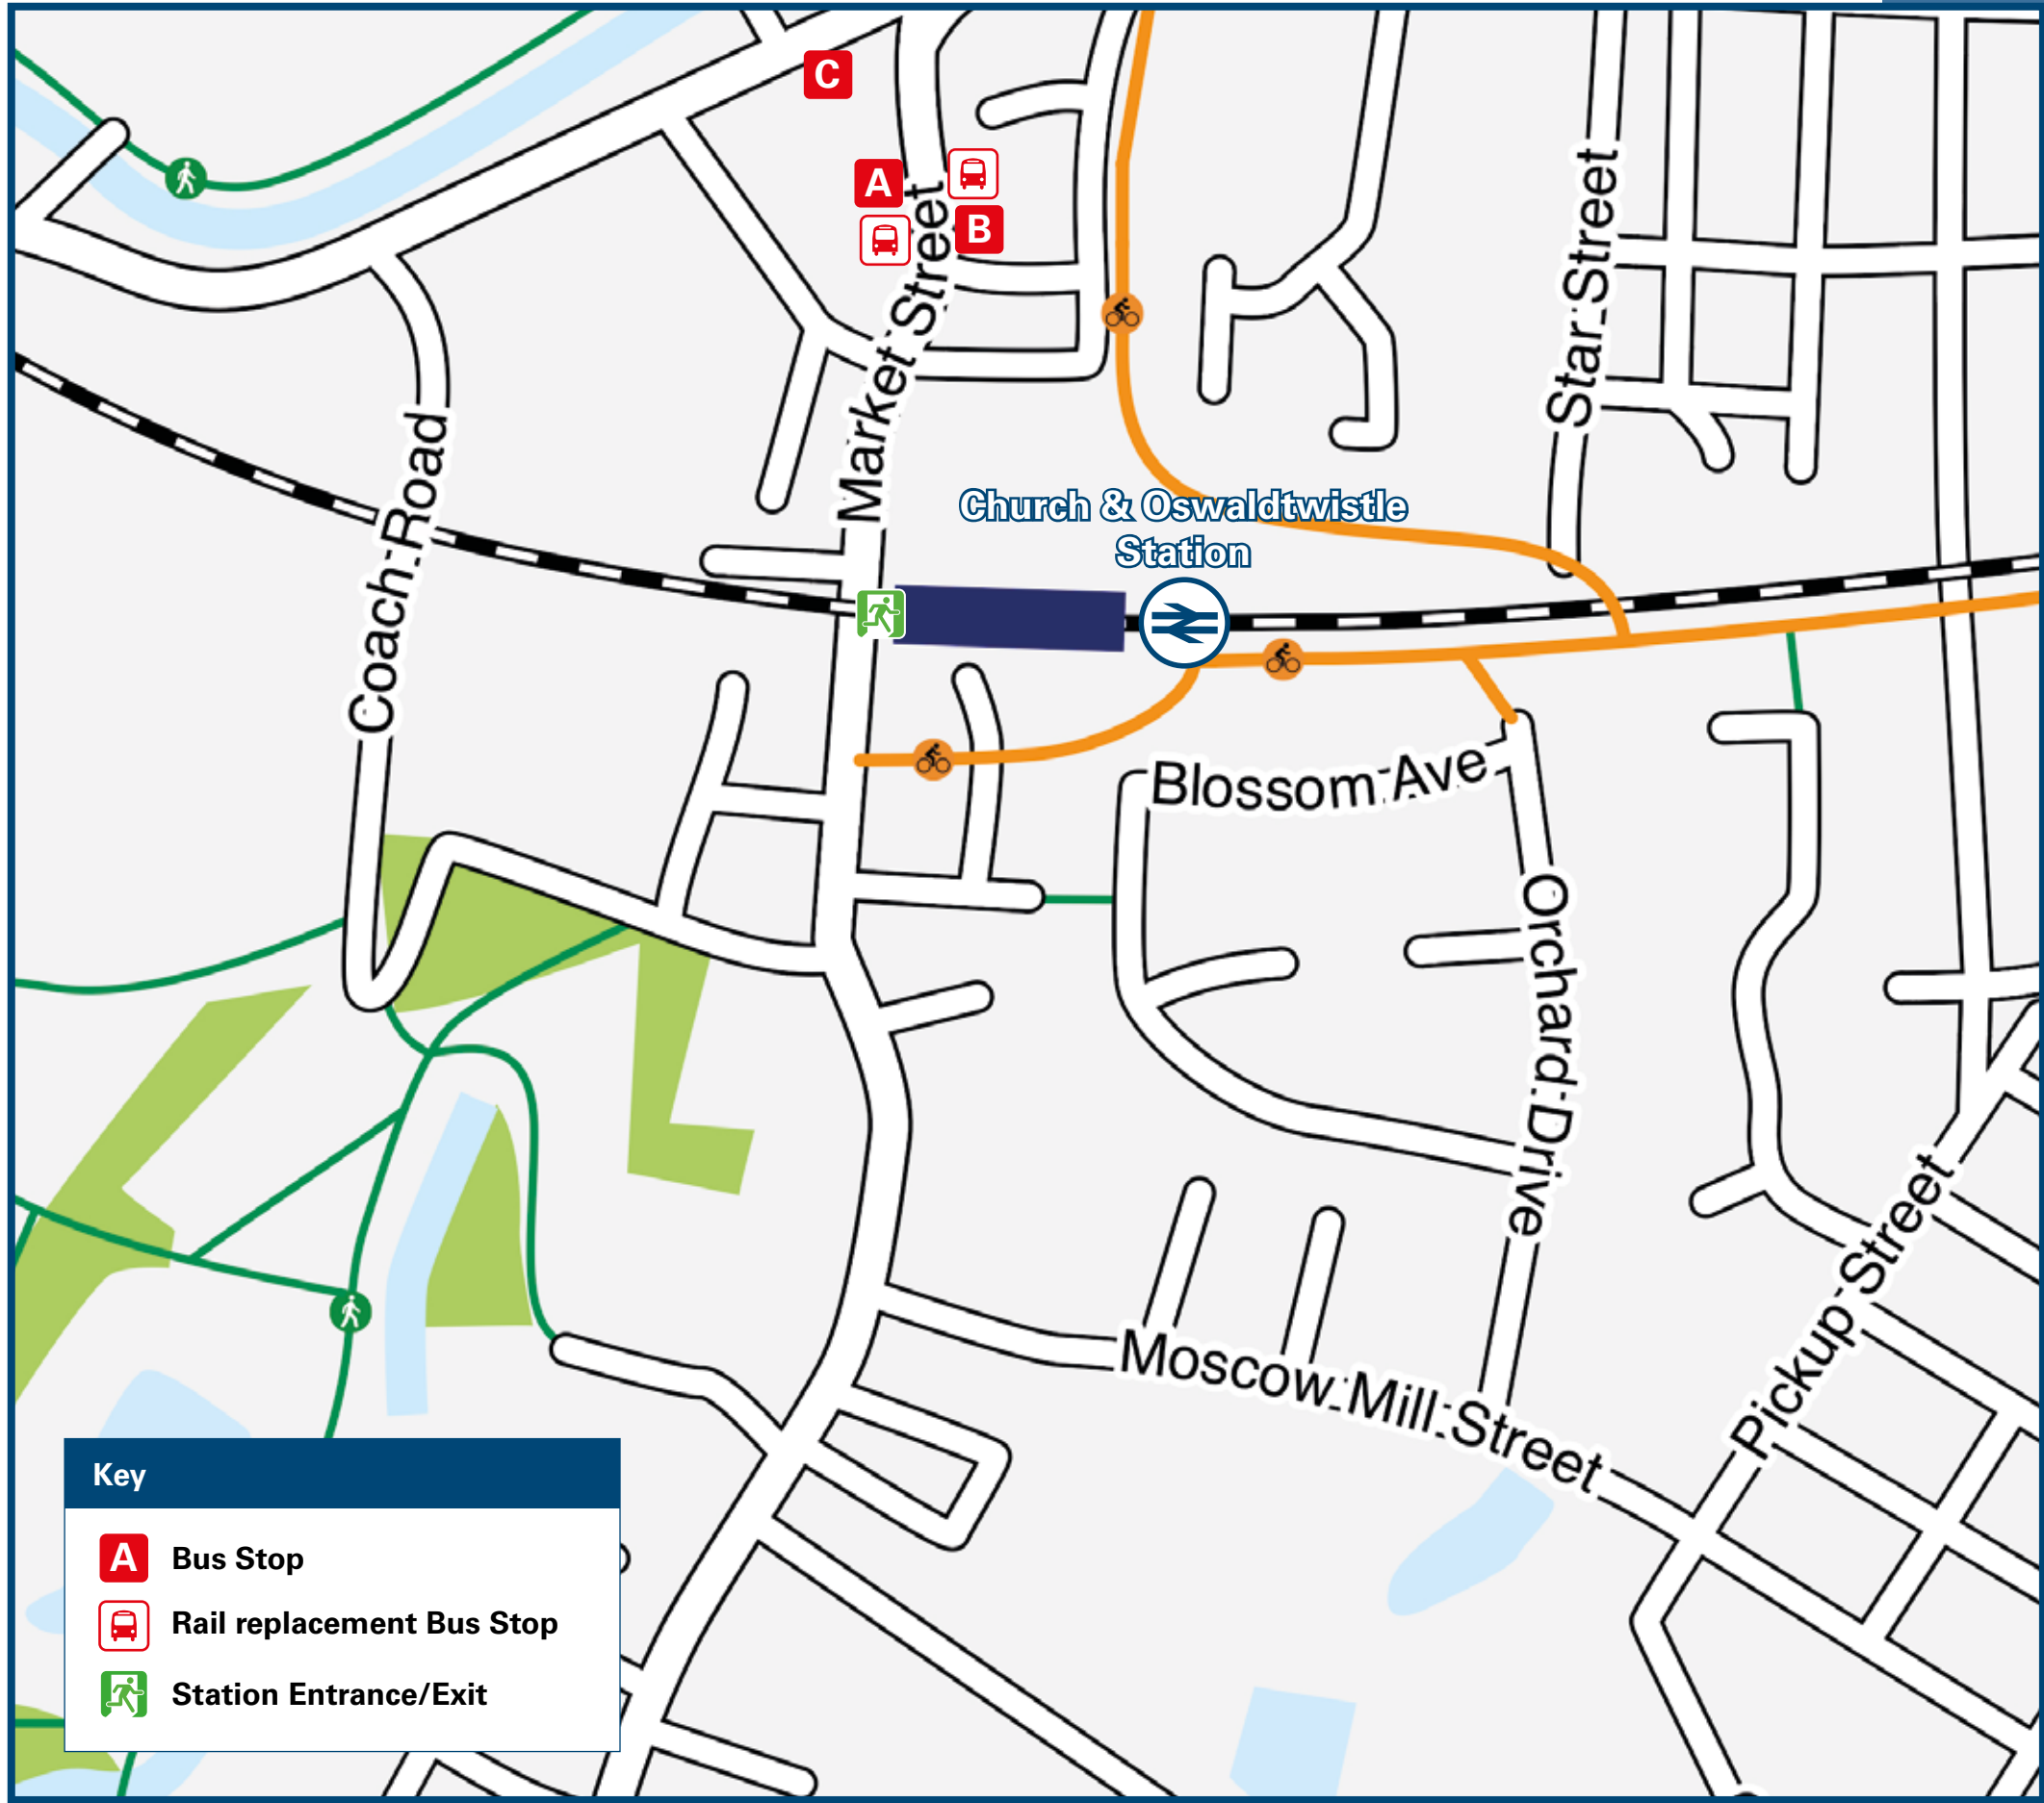 C
A
B
Market Street
Star Street
Coach Road
Church & Oswaldtwistle
Station
Blossom Ave
Orchard Drive
Pickup Street
Moscow Mill Street
Key
A Bus Stop
Rail replacement Bus Stop
Station Entrance/Exit